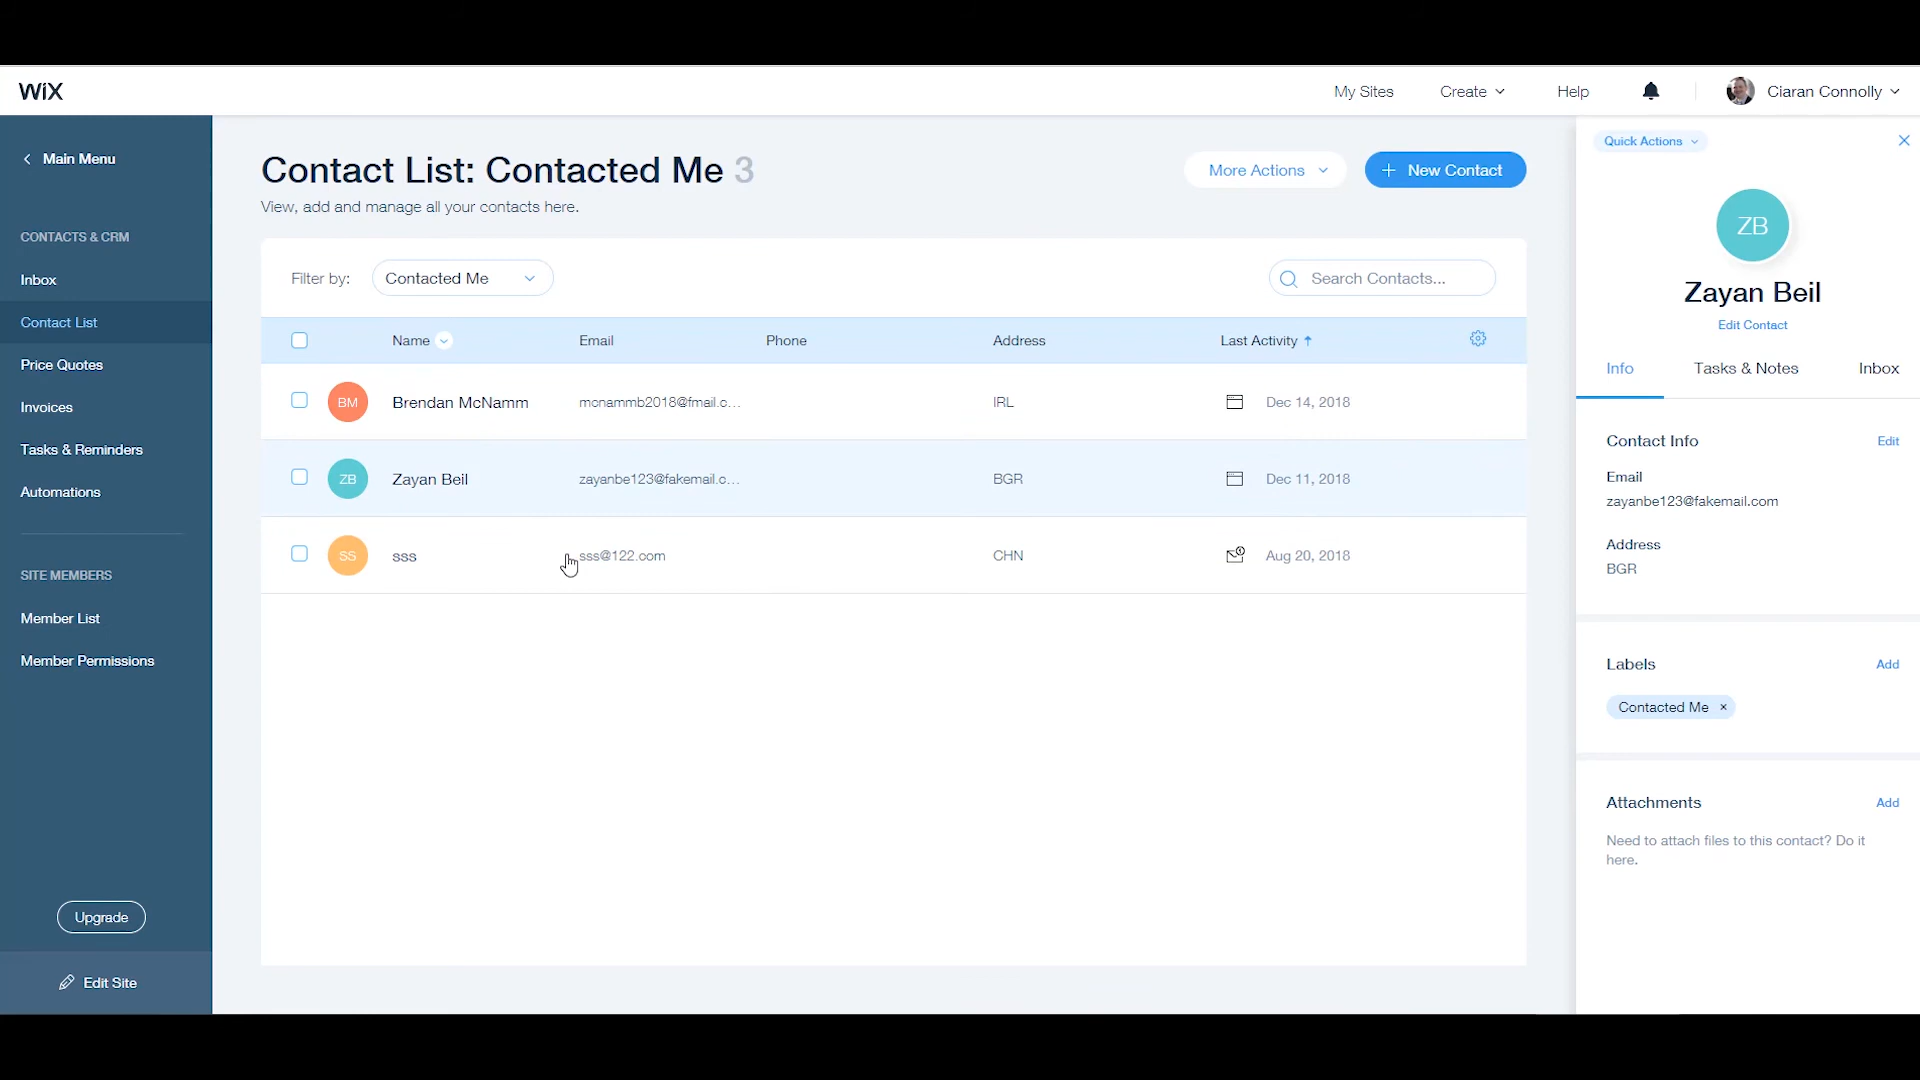 WiX
My Sites
Create
Help
Ciaran Connolly
Main Menu
CONTACTS & CRM
Inbox
Contact List
Price Quotes
Invoices
Tasks & Reminders
Automations
SITE MEMBERS
Member List
Member Permissions
Upgrade
Edit Site
Contact List: Contacted Me 3
View, add and manage all your contacts here.
More Actions
+ New Contact
Filter by: Contacted Me
Search Contacts...
Name Email Phone Address Last Activity
BM Brendan McNamm mcnammb2018@fmail.c... IRL Dec 14, 2018
ZB Zayan Beil zayanbe123@fakemail.c... BGR Dec 11, 2018
SS sss sss@122.com CHN Aug 20, 2018
Quick Actions
ZB
Zayan Beil
Edit Contact
Info Tasks & Notes Inbox
Contact Info Edit
Email
zayanbe123@fakemail.com
Address
BGR
Labels Add
Contacted Me ×
Attachments Add
Need to attach files to this contact? Do it
here.